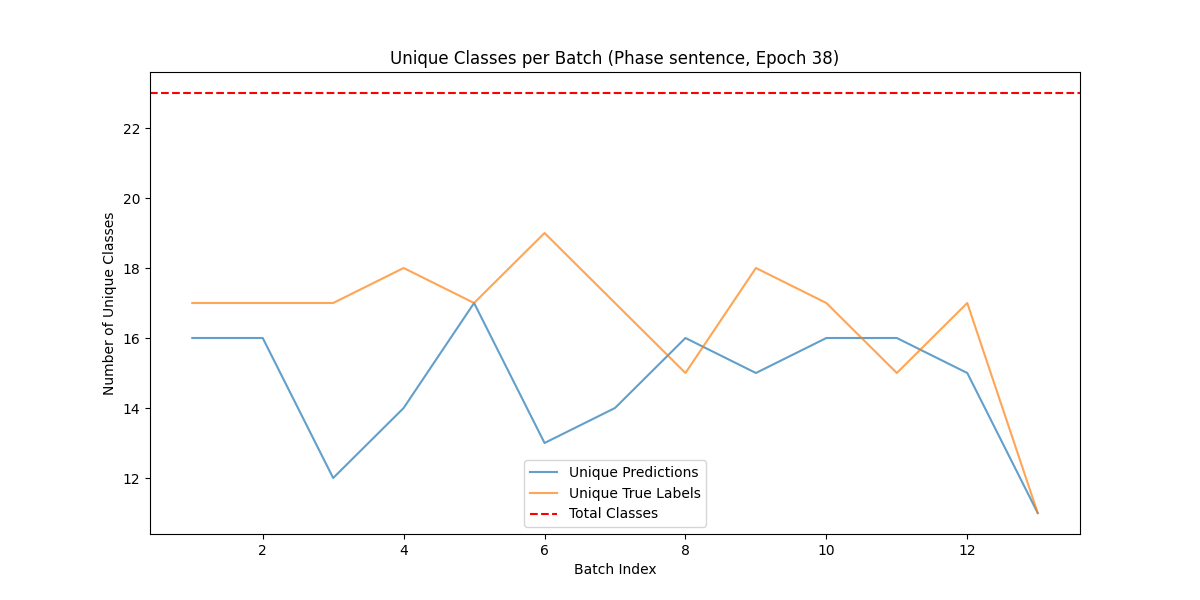 Unique Classes per Batch (Phase sentence, Epoch 38)
Number of Unique Classes
22
20
18
16
14
12
Unique Predictions
Unique True Labels
Total Classes
2
4
6
8
10
12
Batch Index